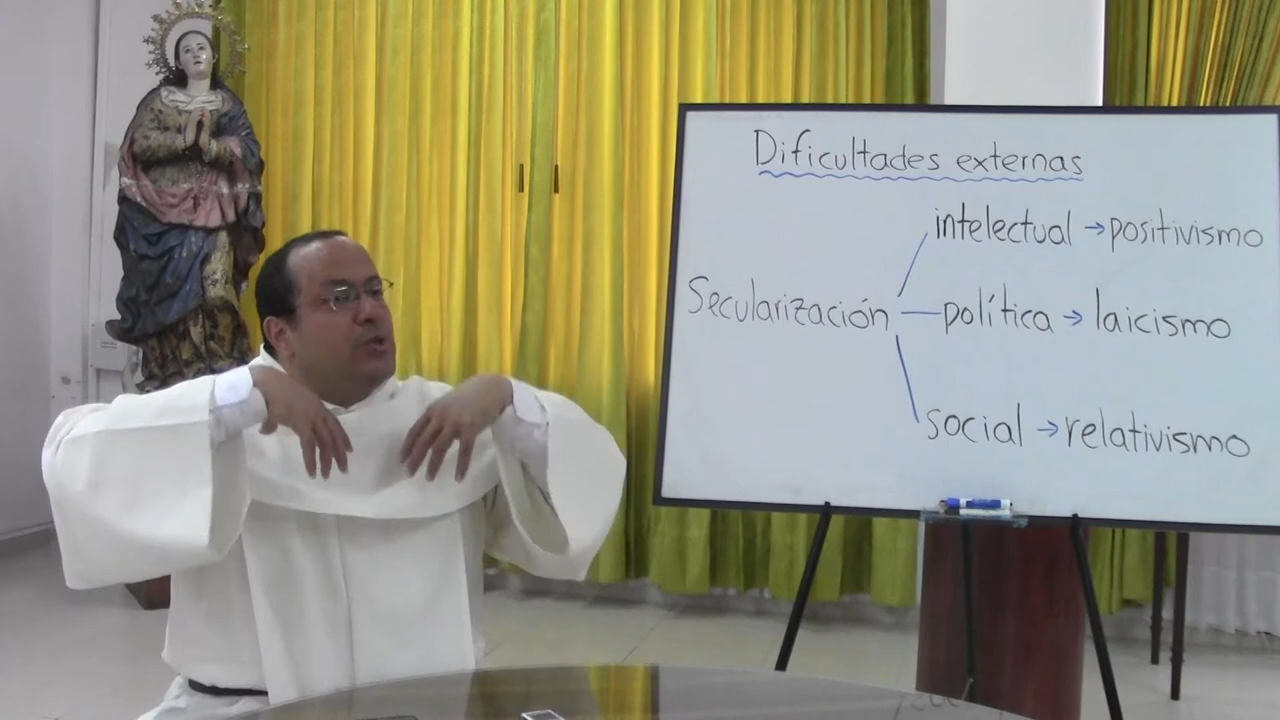 Dificultades externas
intelectual → positivismo
Secularización — política → laicismo
social → relativismo